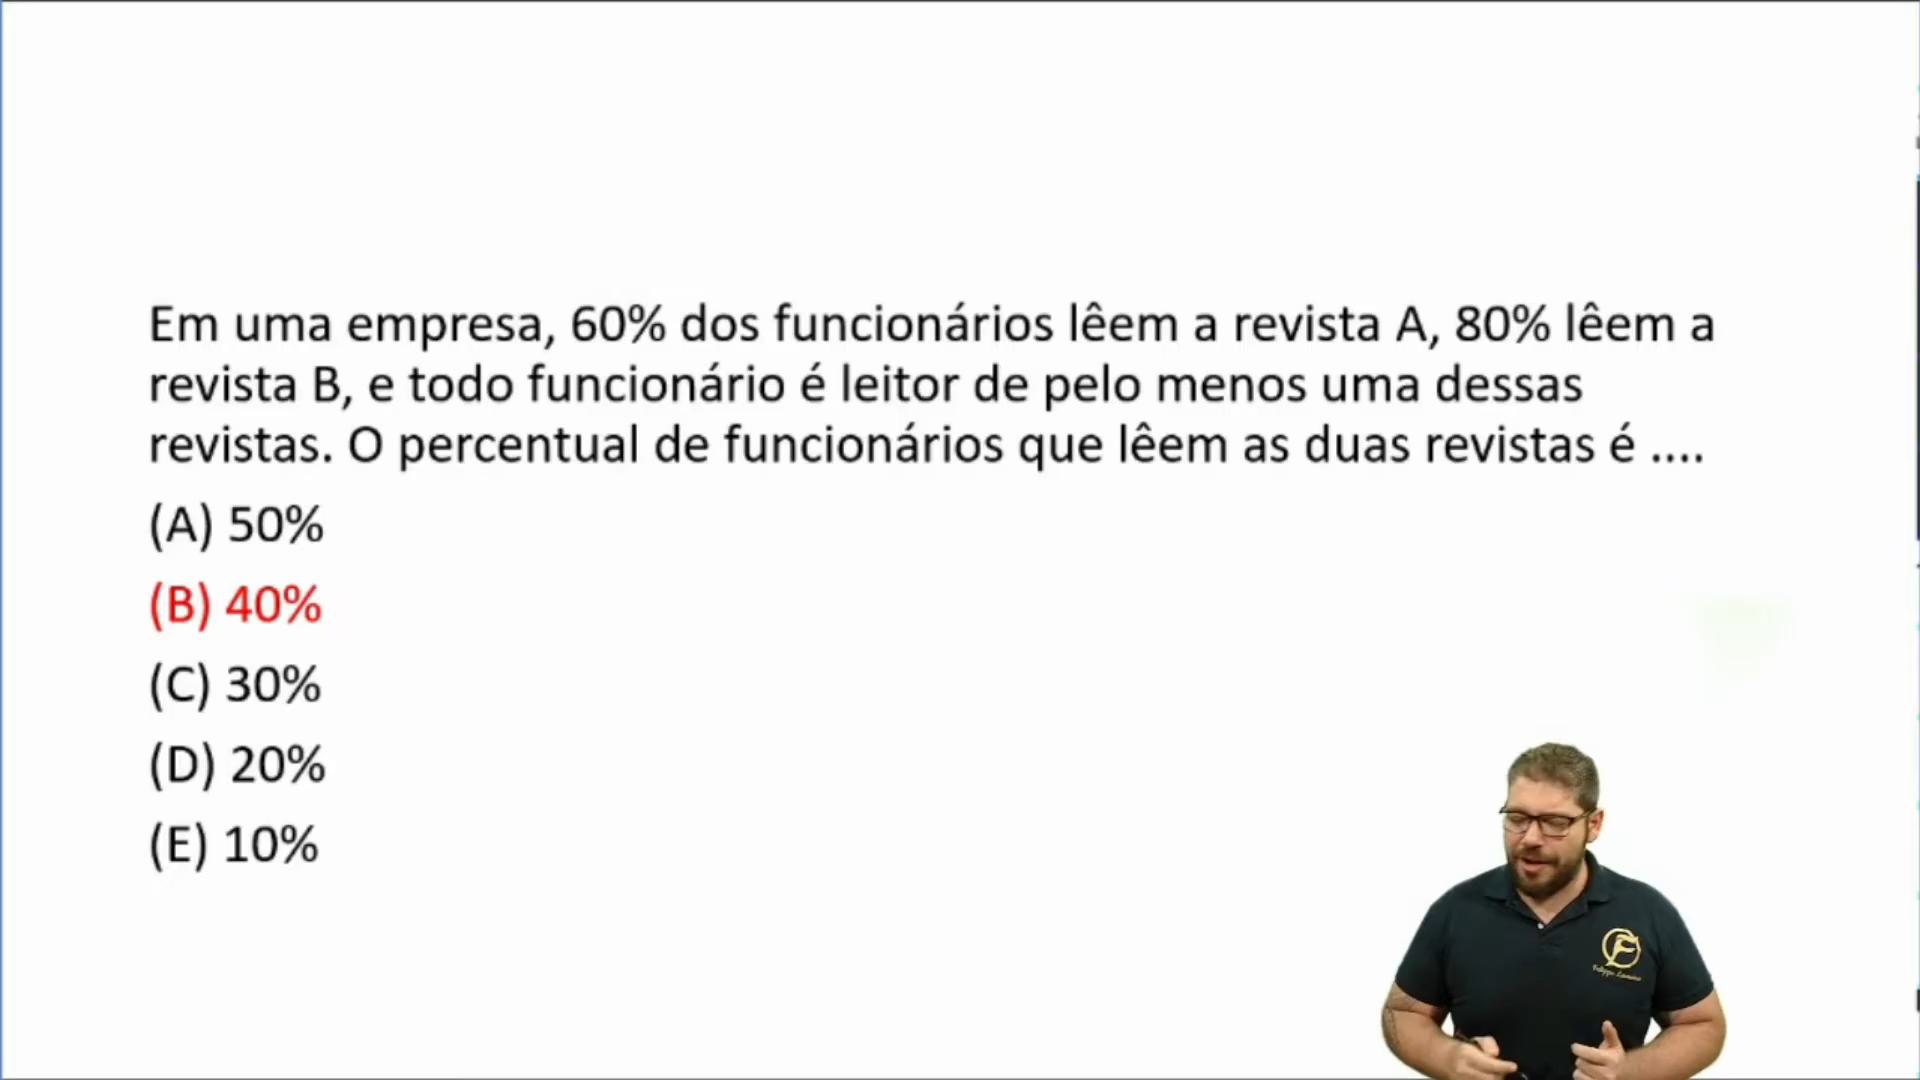 Em uma empresa, 60% dos funcionários lêem a revista A, 80% lêem a
revista B, e todo funcionário é leitor de pelo menos uma dessas
revistas. O percentual de funcionários que lêem as duas revistas é ....
(A) 50%
(B) 40%
(C) 30%
(D) 20%
(E) 10%